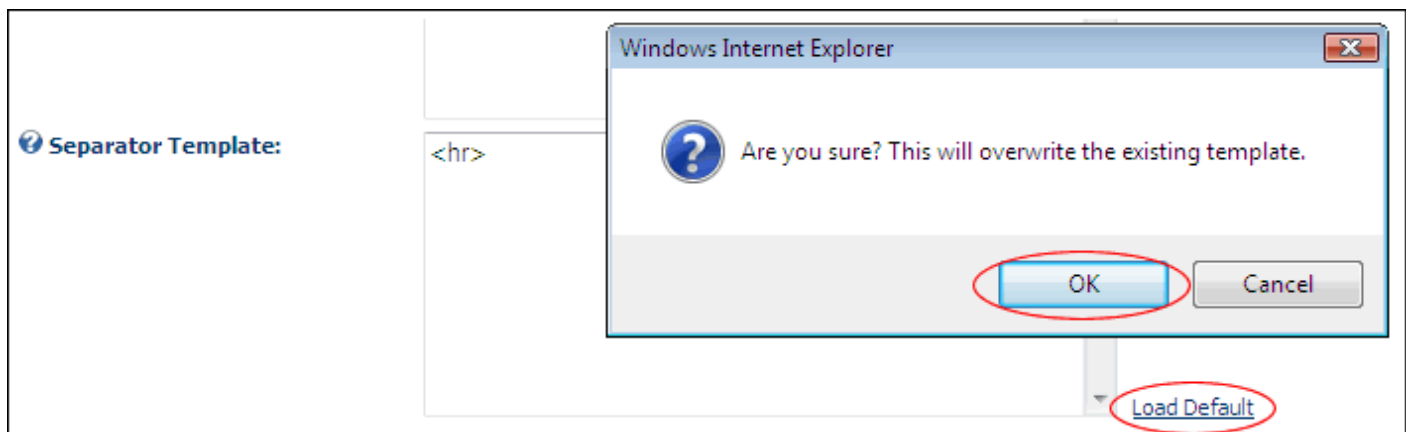 Windows Internet Explorer
Separator Template:
<hr>
Are you sure? This will overwrite the existing template.
OK
Cancel
Load Default